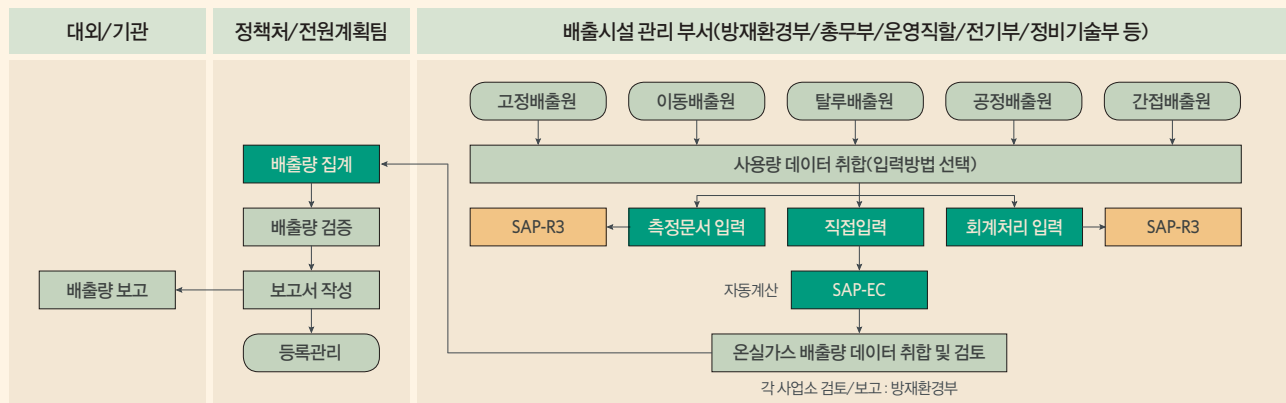 대외/기관
정책처/전원계획팀
배출시설 관리 부서(방재환경부/총무부/운영직할/전기부/정비기술부 등)
고정배출원
이동배출원
탈루배출원
공정배출원
간접배출원
배출량 집계
사용량 데이터 취합(입력방법 선택)
배출량 검증
SAP-R3
측정문서 입력
직접입력
회계처리 입력
SAP-R3
배출량 보고
보고서 작성
자동계산
SAP-EC
등록관리
온실가스 배출량 데이터 취합 및 검토
각 사업소 검토/보고 : 방재환경부